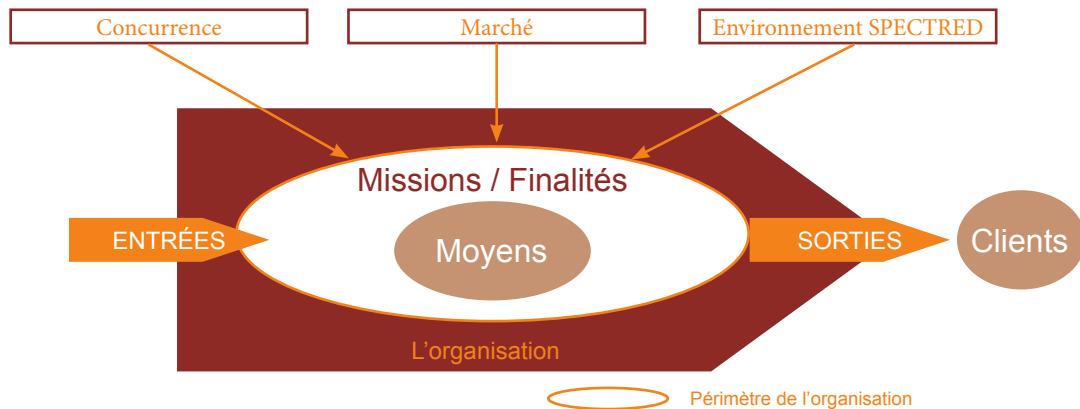 Concurrence
Marché
Environnement SPECTRED
Missions / Finalités
ENTRÉES
Moyens
SORTIES
Clients
L'organisation
Périmètre de l'organisation